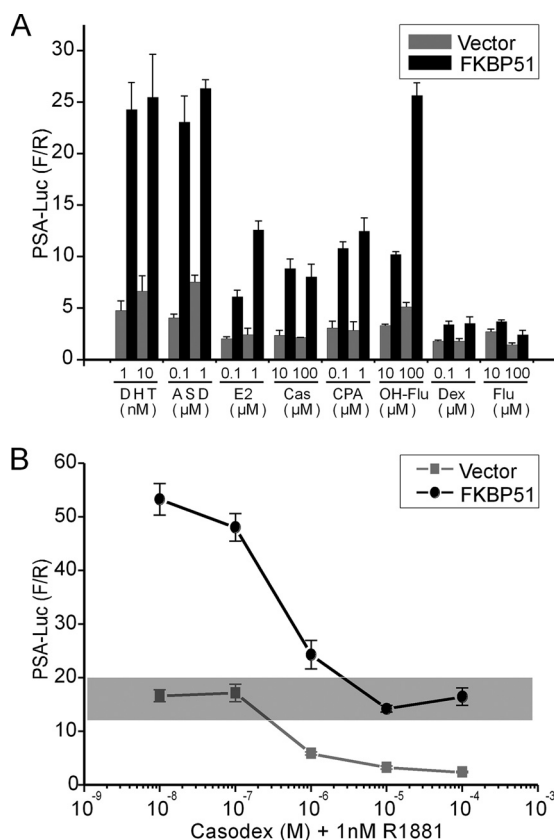 A
PSA-Luc (F/R)
30
25
20
15
10
5
0
Vector
FKBP51
1 10 0.1 1 0.1 1 10 100 0.1 1 10 100 0.1 1 10 100
DHT ASD E2 Cas CPA OH-Flu Dex Flu
(nM) (μM) (μM) (μM) (μM) (μM) (μM) (μM)
B
PSA-Luc (F/R)
60
50
40
30
20
10
0
Vector
FKBP51
10⁻⁹ 10⁻⁸ 10⁻⁷ 10⁻⁶ 10⁻⁵ 10⁻⁴ 10⁻³
Casodex (M) + 1nM R1881